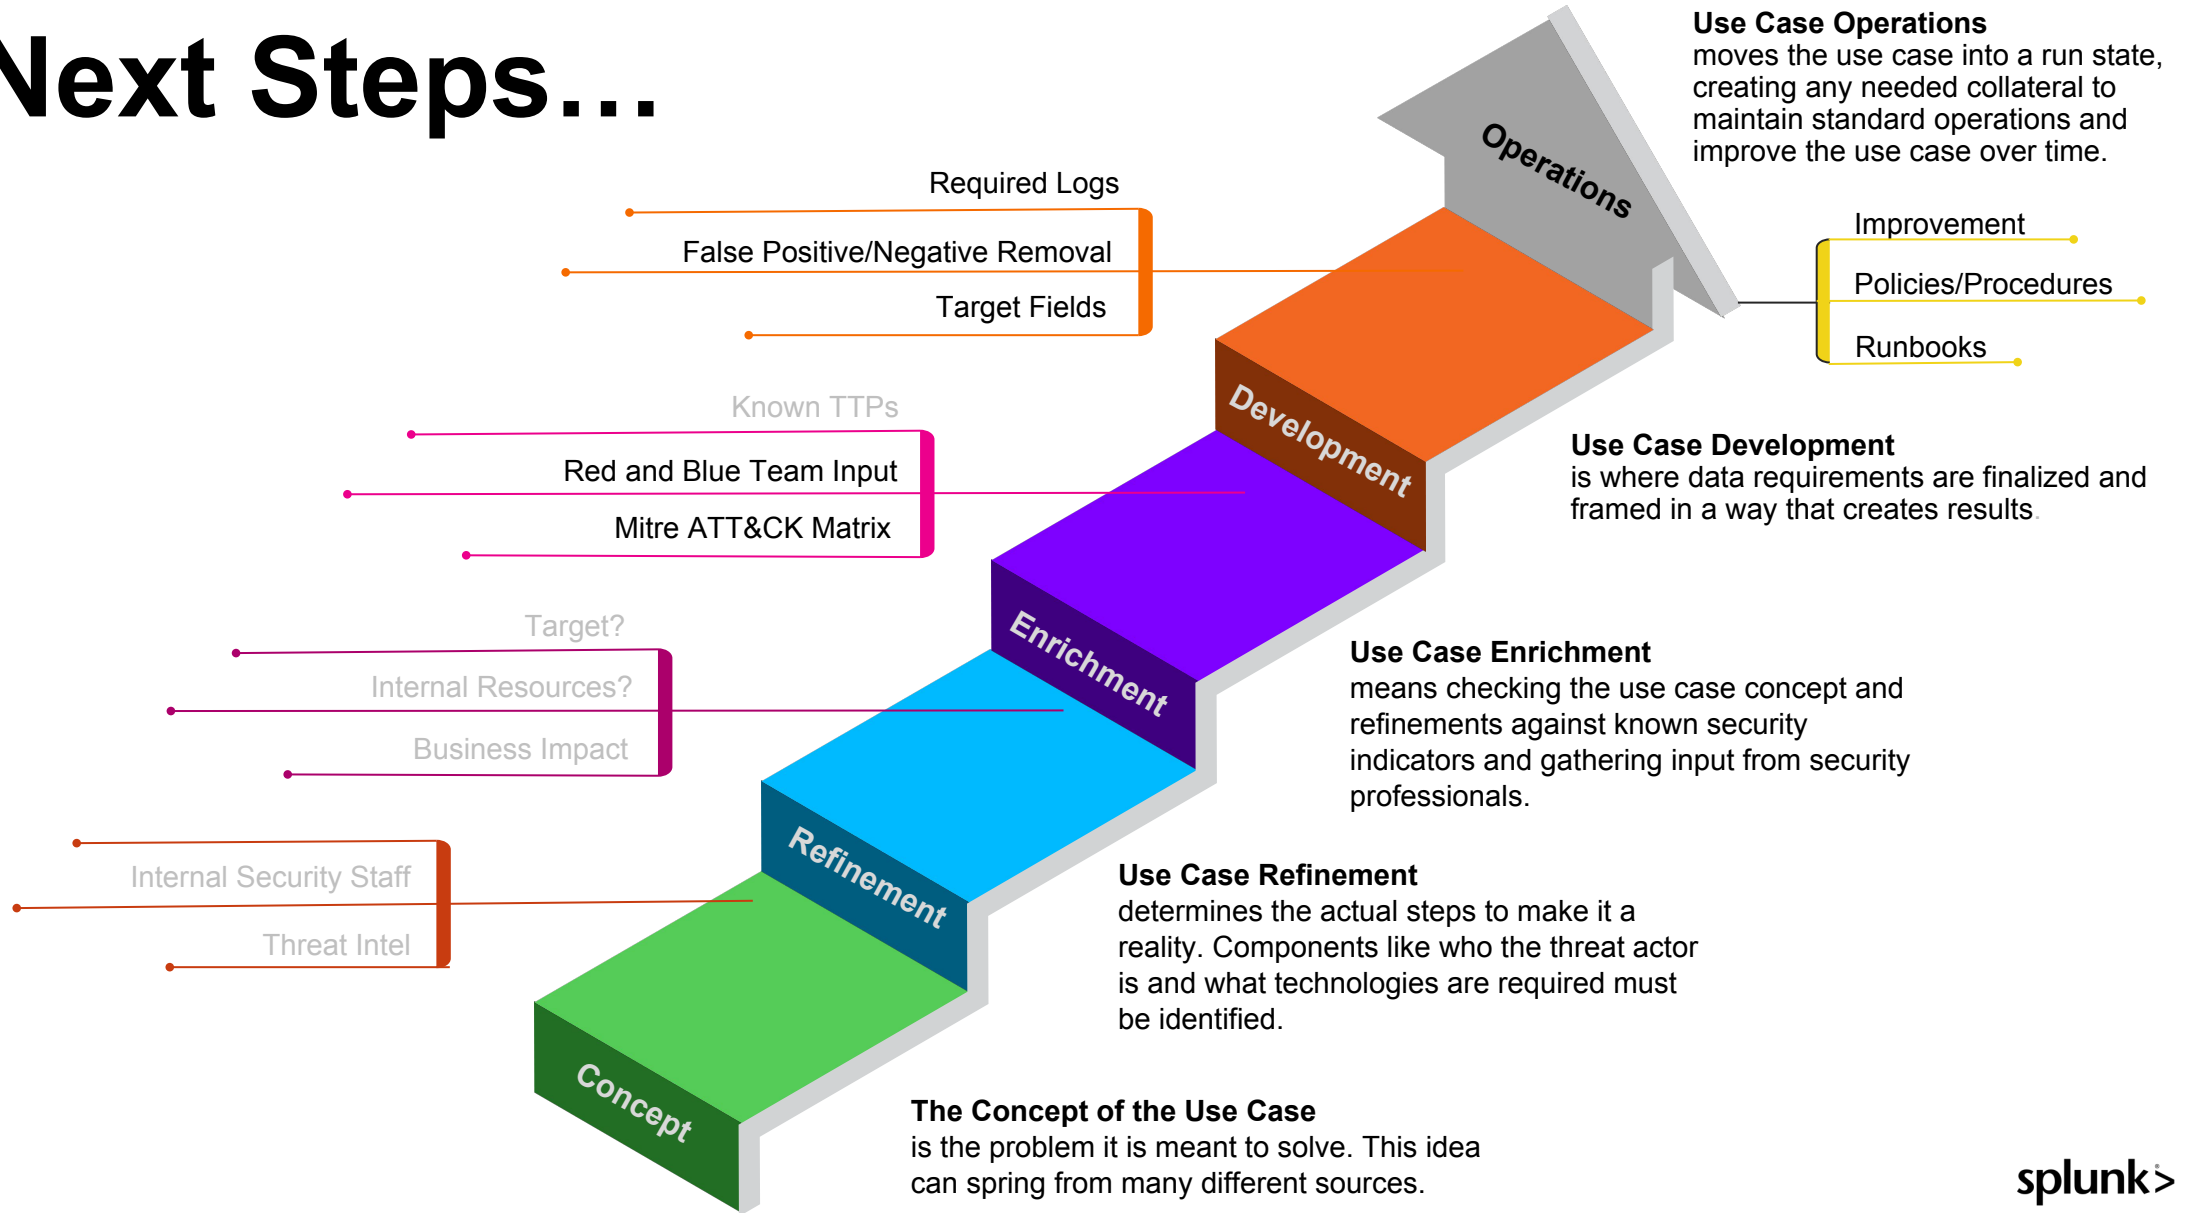 Next Steps...
Use Case Operations
moves the use case into a run state,
creating any needed collateral to
maintain standard operations and
improve the use case over time.
Operations
Improvement
Policies/Procedures
Runbooks
Required Logs
False Positive/Negative Removal
Target Fields
Development
Use Case Development
is where data requirements are finalized and
framed in a way that creates results.
Known TTPs
Red and Blue Team Input
Mitre ATT&CK Matrix
Enrichment
Use Case Enrichment
means checking the use case concept and
refinements against known security
indicators and gathering input from security
professionals.
Target?
Internal Resources?
Business Impact
Refinement
Use Case Refinement
determines the actual steps to make it a
reality. Components like who the threat actor
is and what technologies are required must
be identified.
Internal Security Staff
Threat Intel
Concept
The Concept of the Use Case
is the problem it is meant to solve. This idea
can spring from many different sources.
splunk>